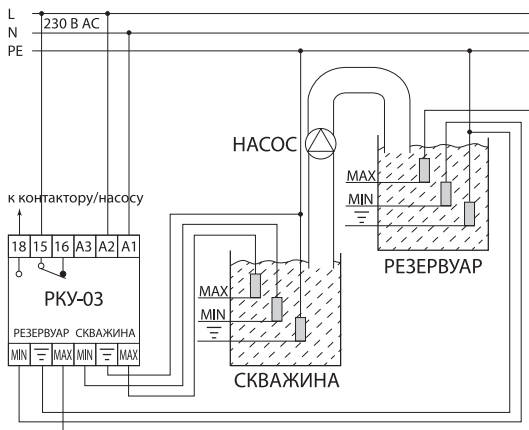 L
N
PE
230 В AC
НАСОС
MAX
MIN
РЕЗЕРВУАР
к контактору/насосу
18 15 16 A3 A2 A1
РКУ-03
РЕЗЕРВУАР СКВАЖИНА
MIN MAX MIN MAX
MAX
MIN
СКВАЖИНА